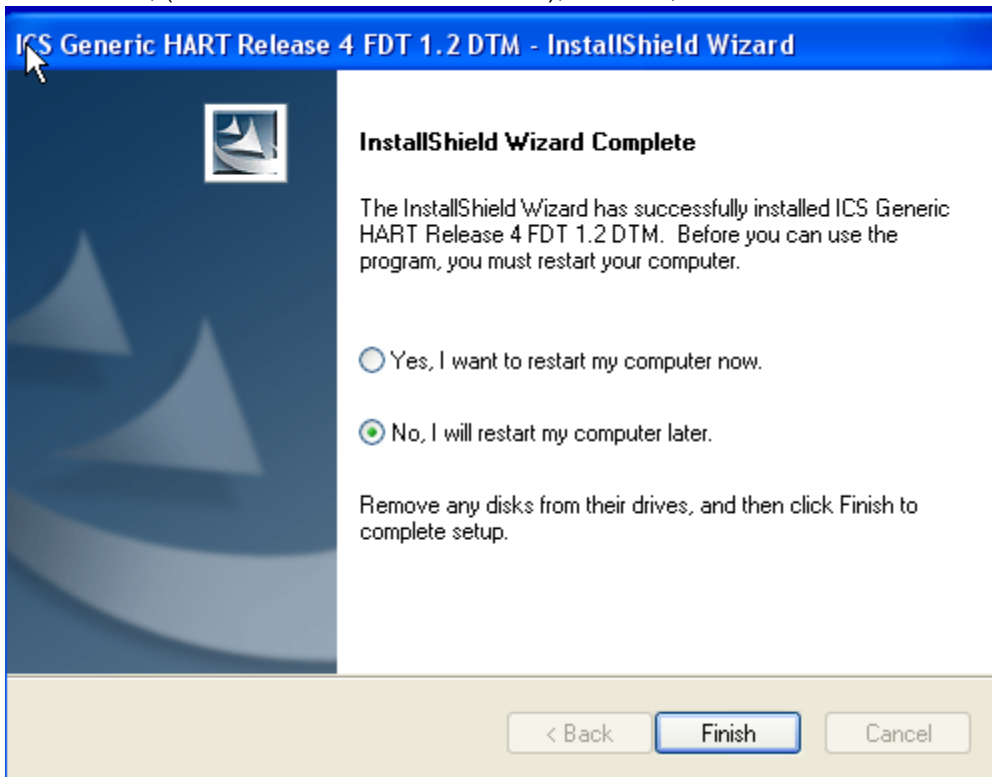 ICS Generic HART Release 4 FDT 1.2 DTM - InstallShield Wizard
InstallShield Wizard Complete
The InstallShield Wizard has successfully installed ICS Generic
HART Release 4 FDT 1.2 DTM. Before you can use the
program, you must restart your computer.
Yes, I want to restart my computer now.
No, I will restart my computer later.
Remove any disks from their drives, and then click Finish to
complete setup.
< Back
Finish
Cancel